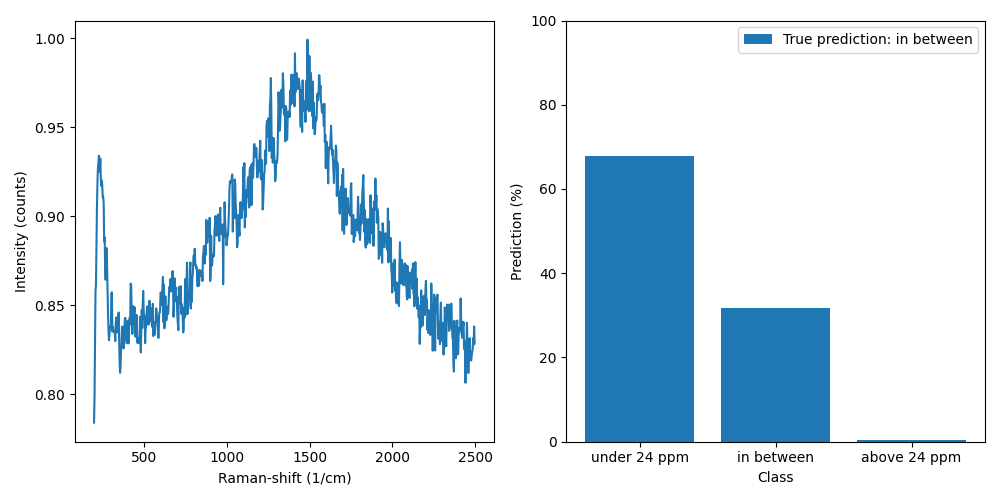 1.00
0.95
0.90
0.85
0.80
Intensity (counts)
500
1000
1500
2000
2500
Raman-shift (1/cm)
100
80
60
40
20
0
Prediction (%)
True prediction: in between
under 24 ppm
in between
above 24 ppm
Class